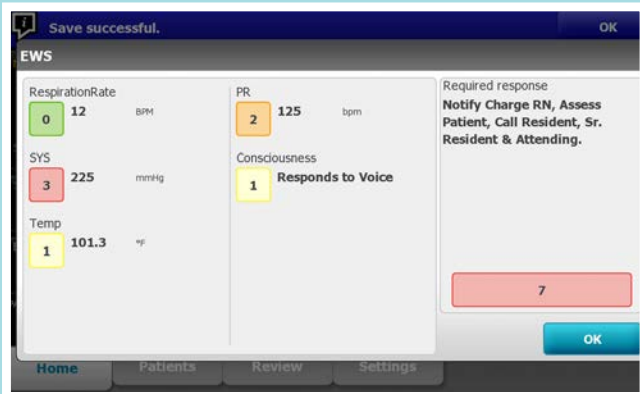 Save successful.
OK
EWS
RespirationRate
0 12 BPM
SYS
3 225 mmHg
Temp
1 101.3 °F
PR
2 125 bpm
Consciousness
1 Responds to Voice
Required response
Notify Charge RN, Assess
Patient, Call Resident, Sr.
Resident & Attending.
7
OK
Home Patients Review Settings